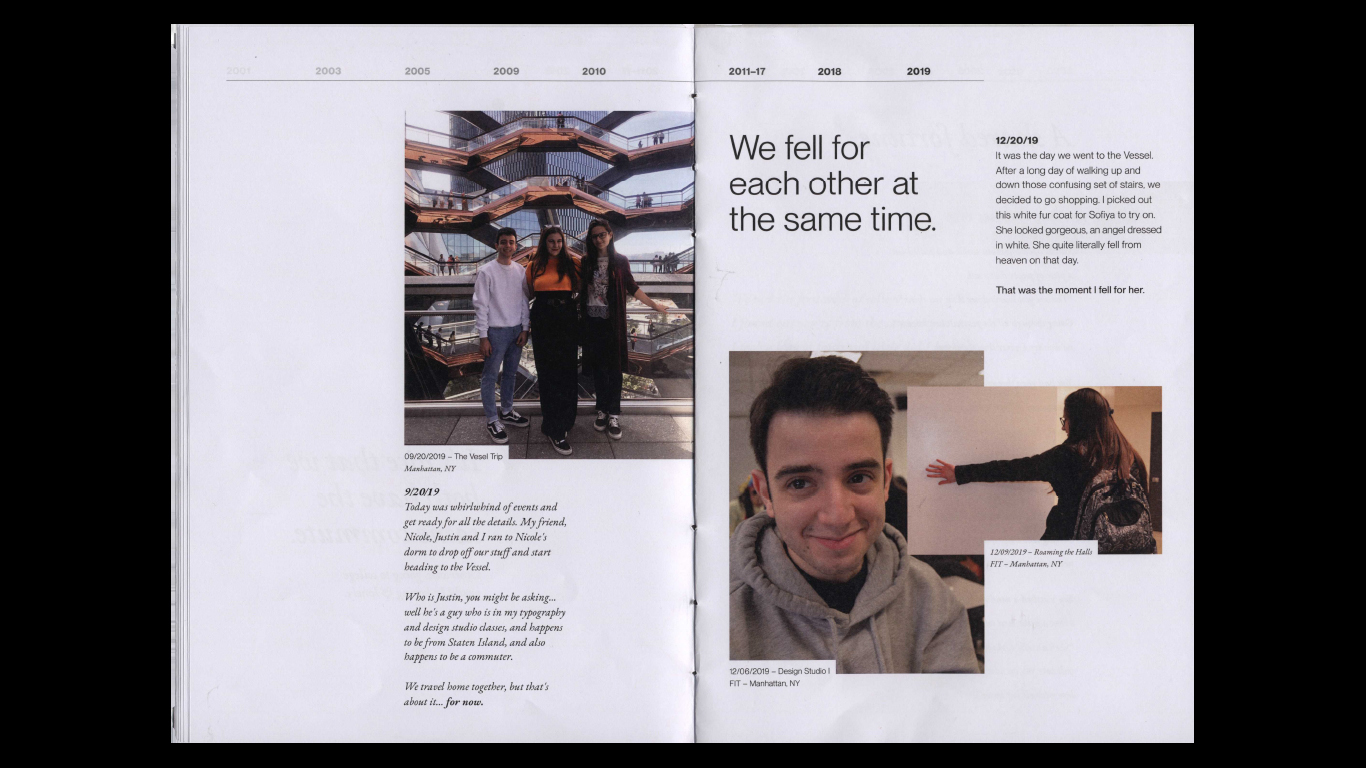 2001
2003
2005
2009
2010
2011–17
2018
2019
09/20/2019 – The Vesel Trip
Manhattan, NY
9/20/19
Today was whirlwhind of events and
get ready for all the details. My friend,
Nicole, Justin and I ran to Nicole's
dorm to drop off our stuff and start
heading to the Vessel.
Who is Justin, you might be asking...
well he's a guy who is in my typography
and design studio classes, and happens
to be from Staten Island, and also
happens to be a commuter.
We travel home together, but that's
about it... for now.
We fell for
each other at
the same time.
12/20/19
It was the day we went to the Vessel.
After a long day of walking up and
down those confusing set of stairs, we
decided to go shopping. I picked out
this white fur coat for Sofiya to try on.
She looked gorgeous, an angel dressed
in white. She quite literally fell from
heaven on that day.
That was the moment I fell for her.
12/09/2019 – Roaming the Halls
FIT – Manhattan, NY
12/06/2019 – Design Studio I
FIT – Manhattan, NY